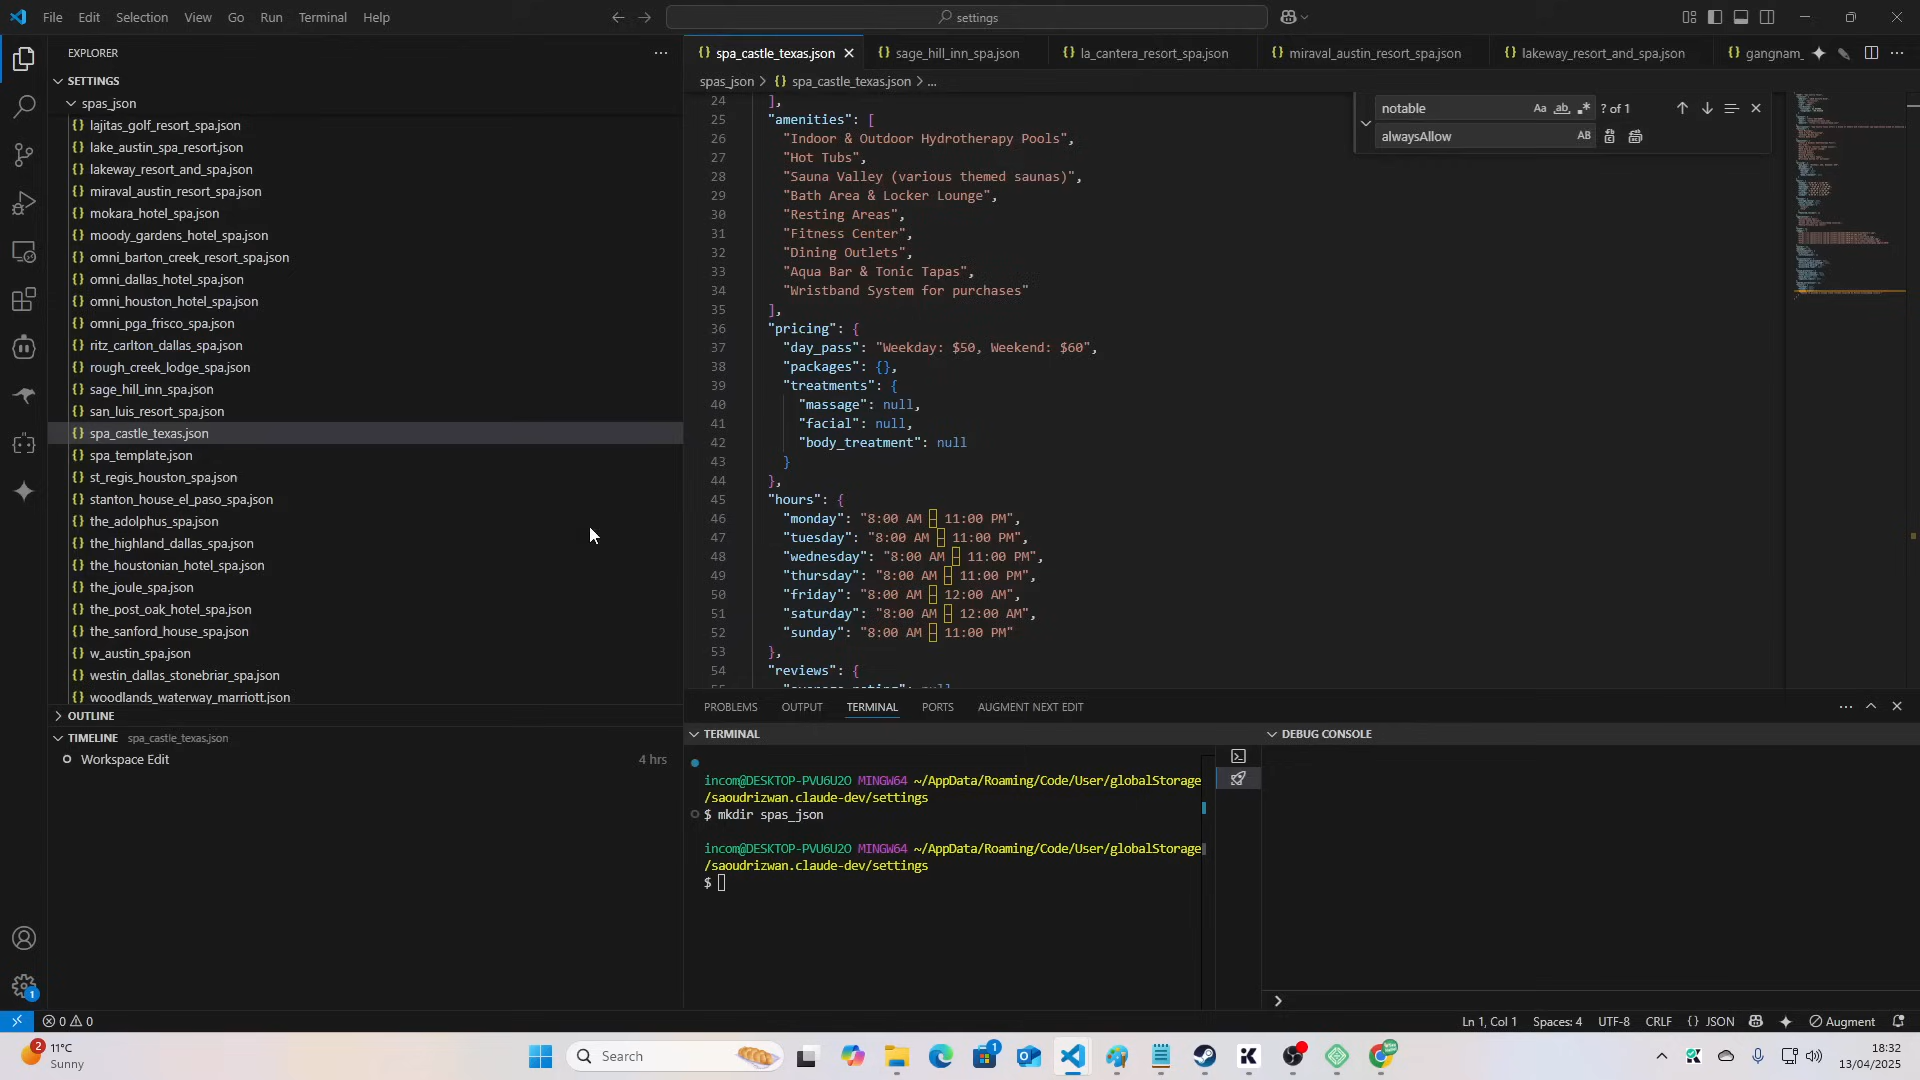 File Edit Selection View Go Run Terminal Help
settings
EXPLORER
SETTINGS
spas_json
lajitas_golf_resort_spa.json
lake_austin_spa_resort.json
lakeway_resort_and_spa.json
miraval_austin_resort_spa.json
mokara_hotel_spa.json
moody_gardens_hotel_spa.json
omni_barton_creek_resort_spa.json
omni_dallas_hotel_spa.json
omni_houston_hotel_spa.json
omni_pga_frisco_spa.json
ritz_carlton_dallas_spa.json
rough_creek_lodge_spa.json
sage_hill_inn_spa.json
san_luis_resort_spa.json
spa_castle_texas.json
spa_template.json
st_regis_houston_spa.json
stanton_house_el_paso_spa.json
the_adolphus_spa.json
the_highland_dallas_spa.json
the_houstonian_hotel_spa.json
the_joule_spa.json
the_post_oak_hotel_spa.json
the_sanford_house_spa.json
w_austin_spa.json
westin_dallas_stonebriar_spa.json
woodlands_waterway_marriott.json
OUTLINE
TIMELINE spa_castle_texas.json
Workspace Edit 4 hrs
spa_castle_texas.json sage_hill_inn_spa.json la_cantera_resort_spa.json miraval_austin_resort_spa.json lakeway_resort_and_spa.json gangnam_
spas_json > spa_castle_texas.json > ...
notable Aa ab ? of 1
alwaysAllow AB
24 ],
25 "amenities": [
26 "Indoor & Outdoor Hydrotherapy Pools",
27 "Hot Tubs",
28 "Sauna Valley (various themed saunas)",
29 "Bath Area & Locker Lounge",
30 "Resting Areas",
31 "Fitness Center",
32 "Dining Outlets",
33 "Aqua Bar & Tonic Tapas",
34 "Wristband System for purchases"
35 ],
36 "pricing": {
37 "day_pass": "Weekday: $50, Weekend: $60",
38 "packages": {},
39 "treatments": {
40 "massage": null,
41 "facial": null,
42 "body_treatment": null
43 }
44 },
45 "hours": {
46 "monday": "8:00 AM – 11:00 PM",
47 "tuesday": "8:00 AM – 11:00 PM",
48 "wednesday": "8:00 AM – 11:00 PM",
49 "thursday": "8:00 AM – 11:00 PM",
50 "friday": "8:00 AM – 12:00 AM",
51 "saturday": "8:00 AM – 12:00 AM",
52 "sunday": "8:00 AM – 11:00 PM"
53 },
54 "reviews": {
PROBLEMS OUTPUT TERMINAL PORTS AUGMENT NEXT EDIT
TERMINAL
incom@DESKTOP-PVU6U2O MINGW64 ~/AppData/Roaming/Code/User/globalStorage
/saoudrizwan.claude-dev/settings
$ mkdir spas_json
incom@DESKTOP-PVU6U2O MINGW64 ~/AppData/Roaming/Code/User/globalStorage
/saoudrizwan.claude-dev/settings
$
DEBUG CONSOLE
1
0 0 Ln 1, Col 1 Spaces: 4 UTF-8 CRLF {} JSON Augment
2 11°C
Sunny
Search
1
18:32
13/04/2025